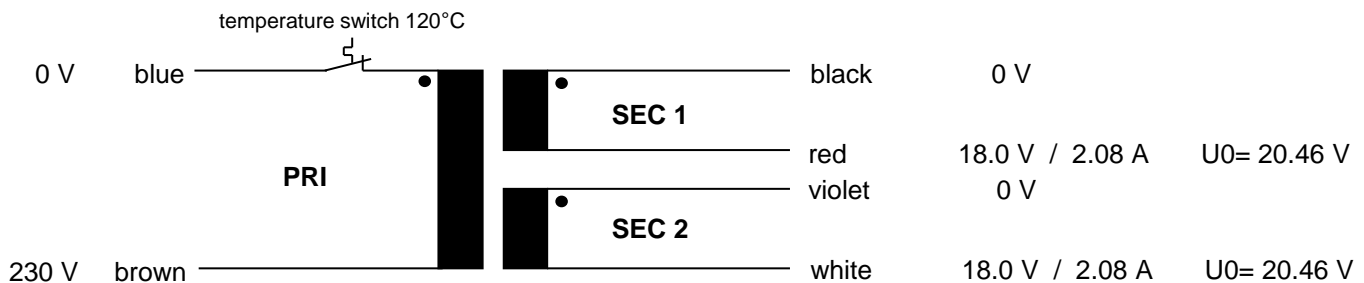 temperature switch 120°C
0 V blue black 0 V
SEC 1
red 18.0 V / 2.08 A U0= 20.46 V
PRI
violet 0 V
SEC 2
230 V brown white 18.0 V / 2.08 A U0= 20.46 V